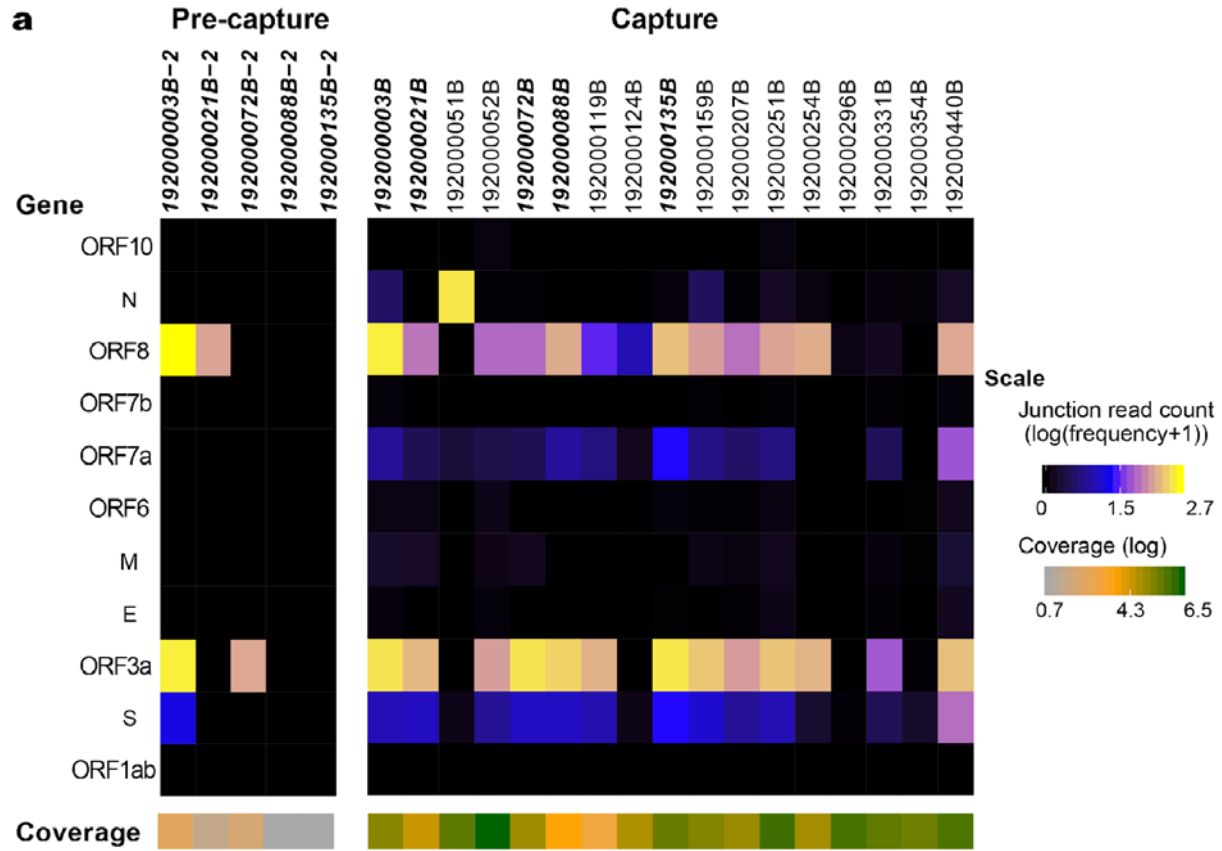 a
Pre-capture
Capture
192000003B-2
192000021B-2
192000072B-2
192000088B-2
192000135B-2
192000003B
192000021B
192000051B
192000052B
192000072B
192000088B
192000119B
192000124B
192000135B
192000159B
192000207B
192000251B
192000254B
192000296B
192000331B
192000354B
192000440B
Gene
ORF10
N
ORF8
ORF7b
ORF7a
ORF6
M
E
ORF3a
S
ORF1ab
Coverage
Scale
Junction read count
(log(frequency+1))
0 1.5 2.7
Coverage (log)
0.7 4.3 6.5